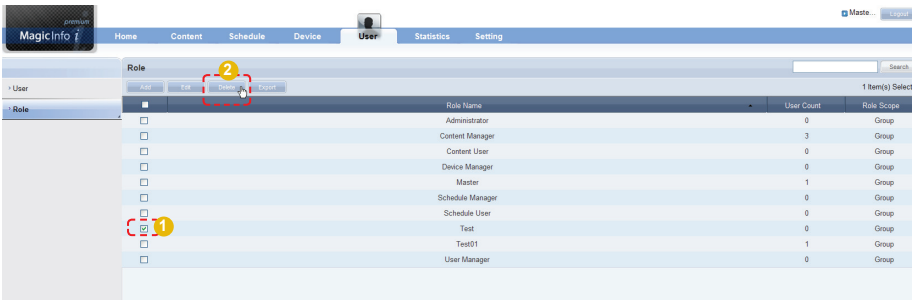 premium
MagicInfo i
Maste... Logout
Home Content Schedule Device User Statistics Setting
Role Search
2
Add Edit Delete Export 1 Item(s) Select
User
Role
Role Name User Count Role Scope
Administrator 0 Group
Content Manager 3 Group
Content User 0 Group
Device Manager 0 Group
Master 1 Group
Schedule Manager 0 Group
Schedule User 0 Group
1 Test 0 Group
Test01 1 Group
User Manager 0 Group